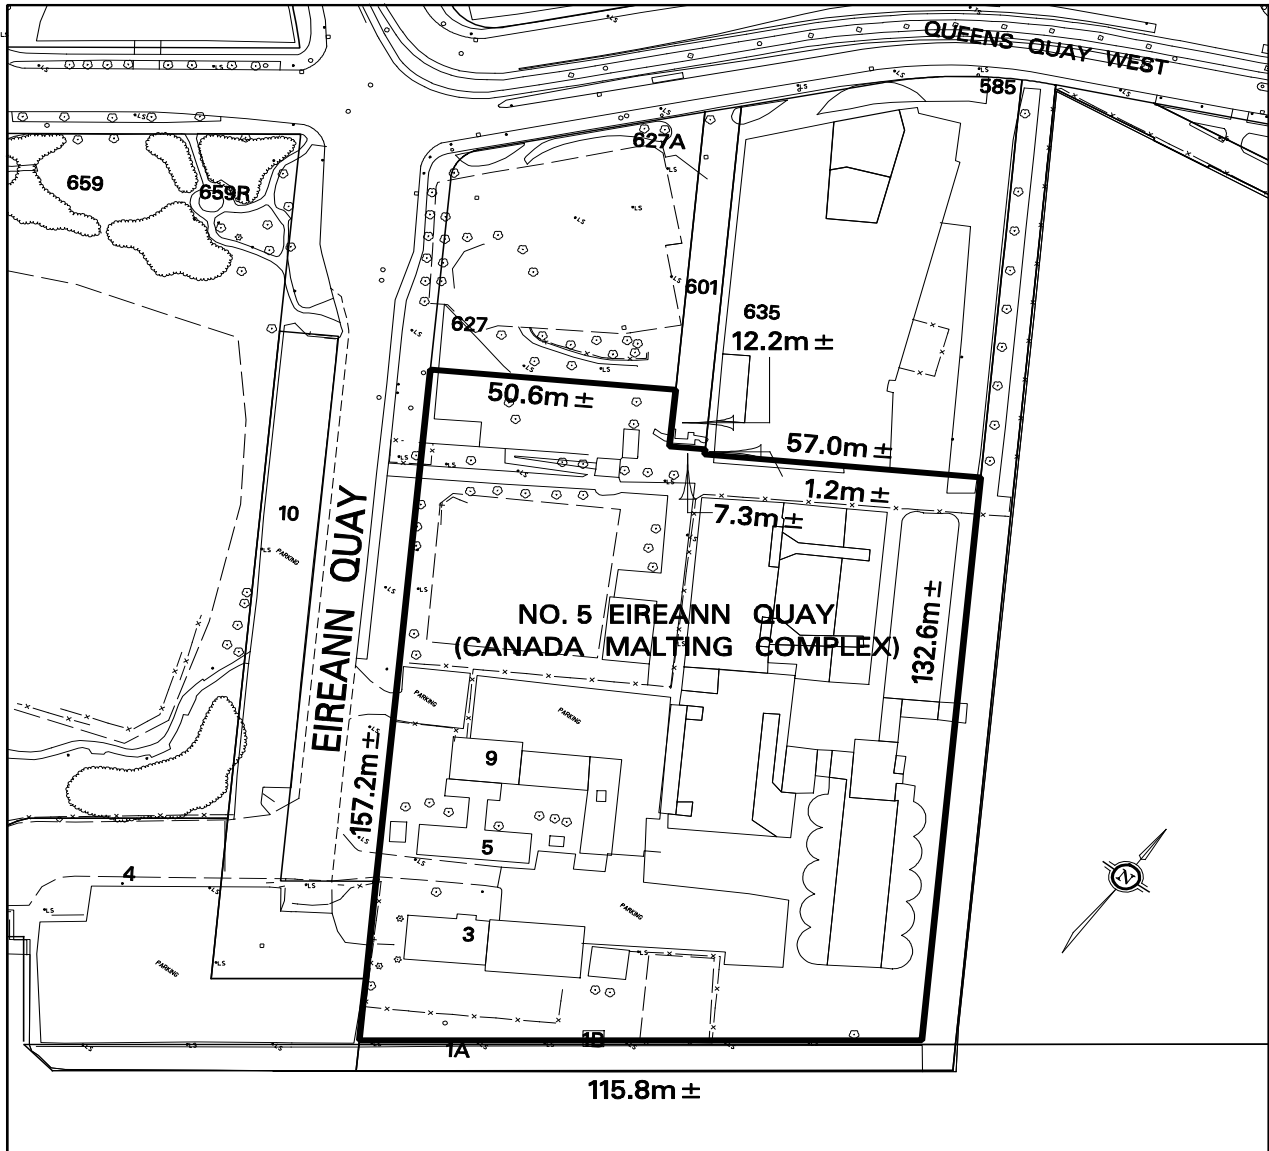 QUEENS QUAY WEST
585
627A
659
659R
601
635
12.2m ±
627
50.6m ±
57.0m ±
1.2m ±
7.3m ±
10
PARKING
EIREANN QUAY
NO. 5 EIREANN QUAY
(CANADA MALTING COMPLEX)
132.6m ±
PARKING
PARKING
157.2m ±
9
5
4
N
PARKING
3
PARKING
1A
1B
115.8m ±
LS